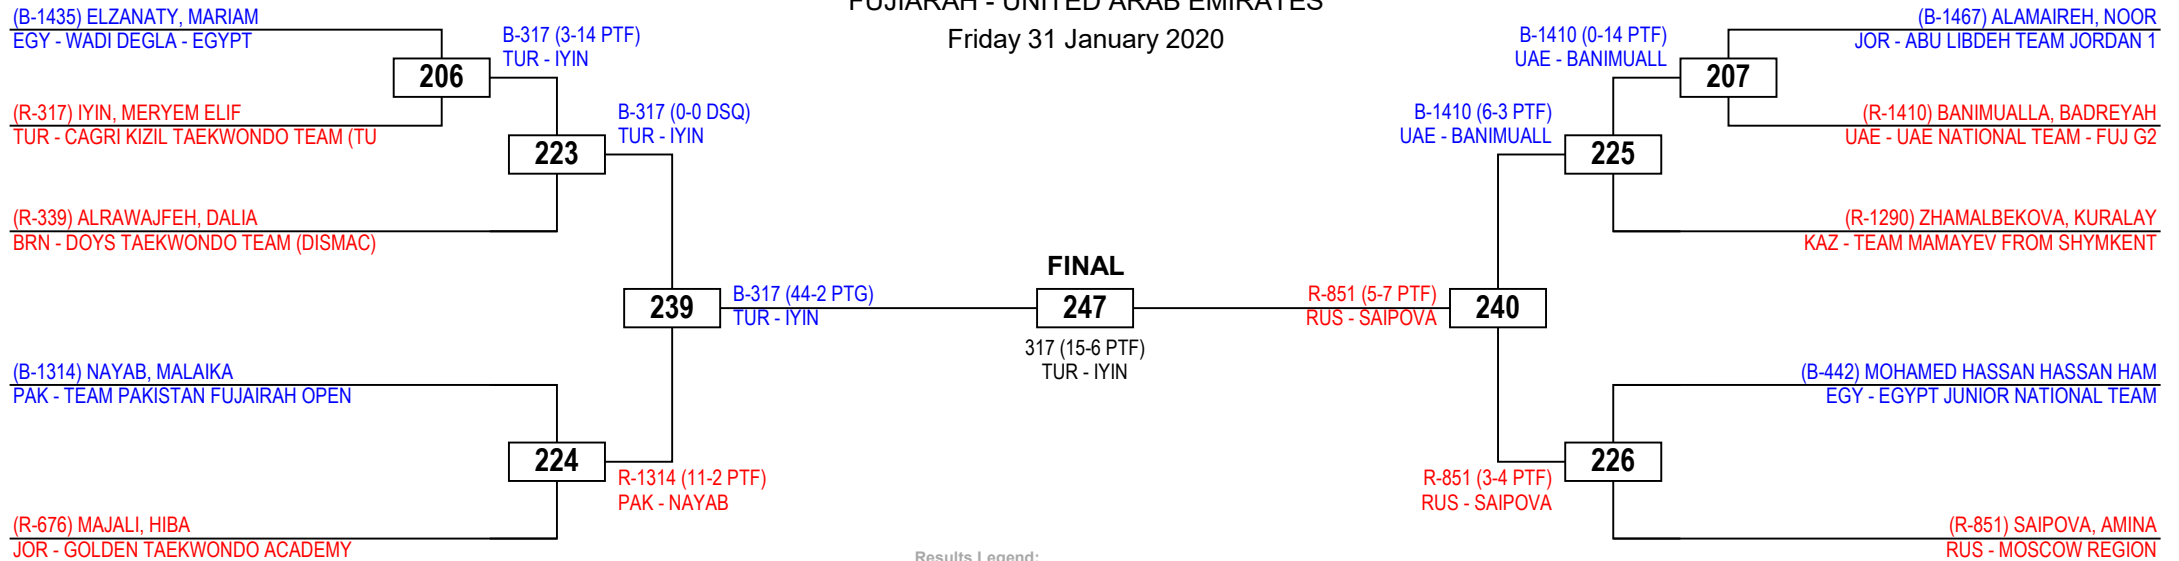 FUJIARAH - UNITED ARAB EMIRATES
Friday 31 January 2020
(B-1435) ELZANATY, MARIAM
EGY - WADI DEGLA - EGYPT
206
(R-317) IYIN, MERYEM ELIF
TUR - CAGRI KIZIL TAEKWONDO TEAM (TU
B-317 (3-14 PTF)
TUR - IYIN
223
(R-339) ALRAWAJFEH, DALIA
BRN - DOYS TAEKWONDO TEAM (DISMAC)
B-317 (0-0 DSQ)
TUR - IYIN
239
B-317 (44-2 PTG)
TUR - IYIN
(B-1314) NAYAB, MALAIKA
PAK - TEAM PAKISTAN FUJAIRAH OPEN
224
R-1314 (11-2 PTF)
PAK - NAYAB
(R-676) MAJALI, HIBA
JOR - GOLDEN TAEKWONDO ACADEMY
FINAL
247
317 (15-6 PTF)
TUR - IYIN
(B-1467) ALAMAIREH, NOOR
JOR - ABU LIBDEH TEAM JORDAN 1
207
(R-1410) BANIMUALLA, BADREYAH
UAE - UAE NATIONAL TEAM - FUJ G2
B-1410 (0-14 PTF)
UAE - BANIMUALL
225
(R-1290) ZHAMALBEKOVA, KURALAY
KAZ - TEAM MAMAYEV FROM SHYMKENT
B-1410 (6-3 PTF)
UAE - BANIMUALL
240
R-851 (5-7 PTF)
RUS - SAIPOVA
(B-442) MOHAMED HASSAN HASSAN HAM
EGY - EGYPT JUNIOR NATIONAL TEAM
226
R-851 (3-4 PTF)
RUS - SAIPOVA
(R-851) SAIPOVA, AMINA
RUS - MOSCOW REGION
Results Legend: